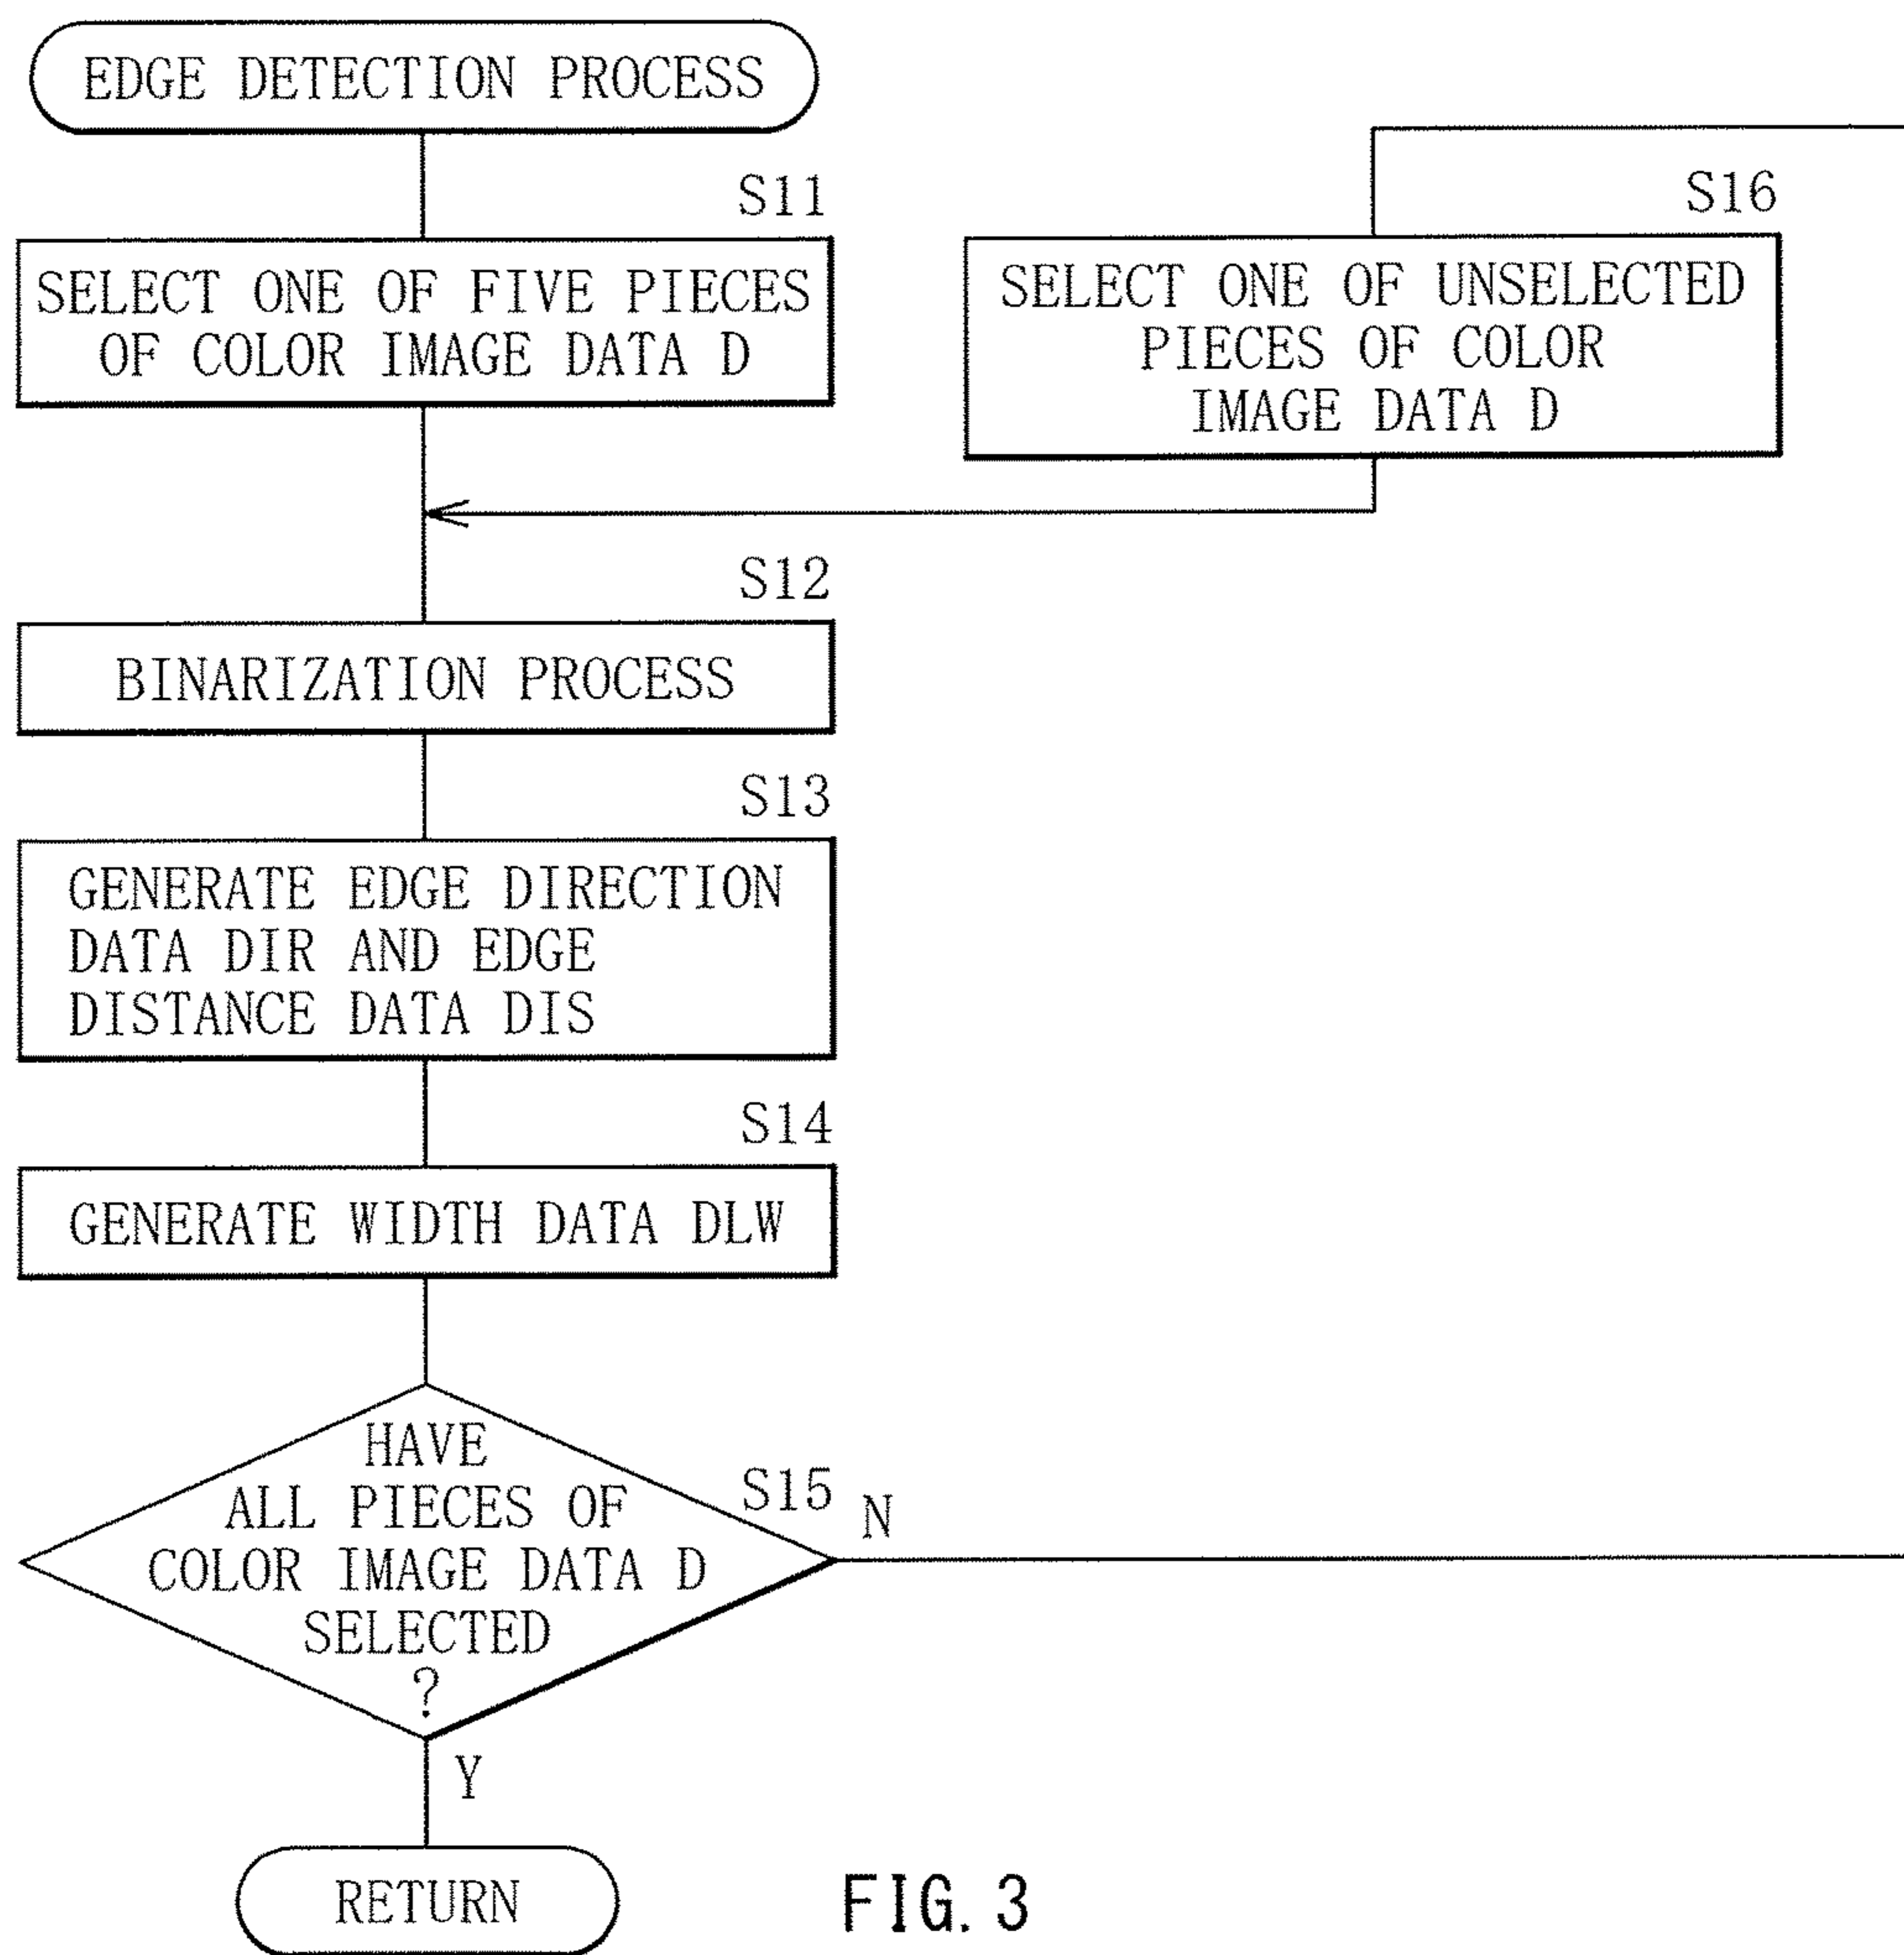 EDGE DETECTION PROCESS
S11
SELECT ONE OF FIVE PIECES
OF COLOR IMAGE DATA D
S16
SELECT ONE OF UNSELECTED
PIECES OF COLOR
IMAGE DATA D
S12
BINARIZATION PROCESS
S13
GENERATE EDGE DIRECTION
DATA DIR AND EDGE
DISTANCE DATA DIS
S14
GENERATE WIDTH DATA DLW
S15
HAVE
ALL PIECES OF
COLOR IMAGE DATA D
SELECTED
?
N
Y
RETURN
FIG. 3